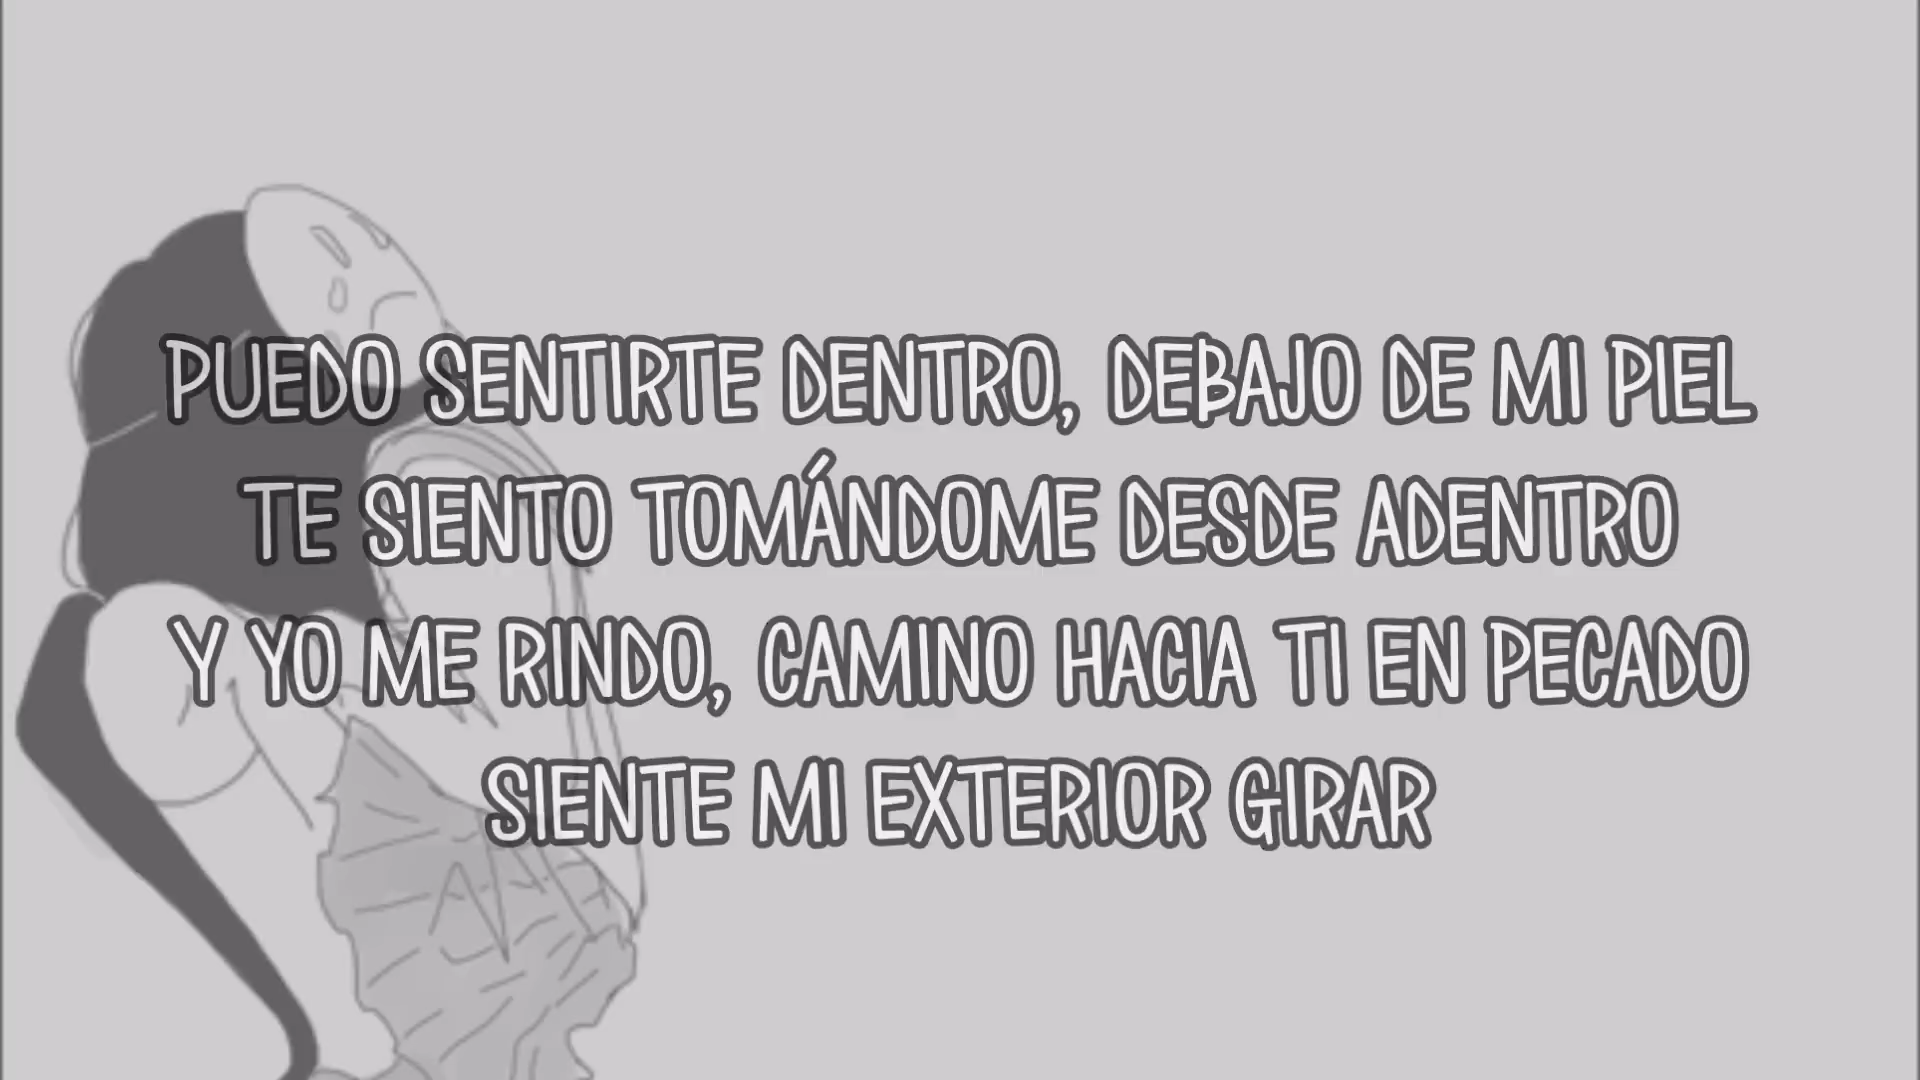 PUEDO SENTIRTE DENTRO, DEBAJO DE MI PIEL
TE SIENTO TOMÁNDOME DESDE ADENTRO
Y YO ME RINDO, CAMINO HACIA TI EN PECADO
SIENTE MI EXTERIOR GIRAR